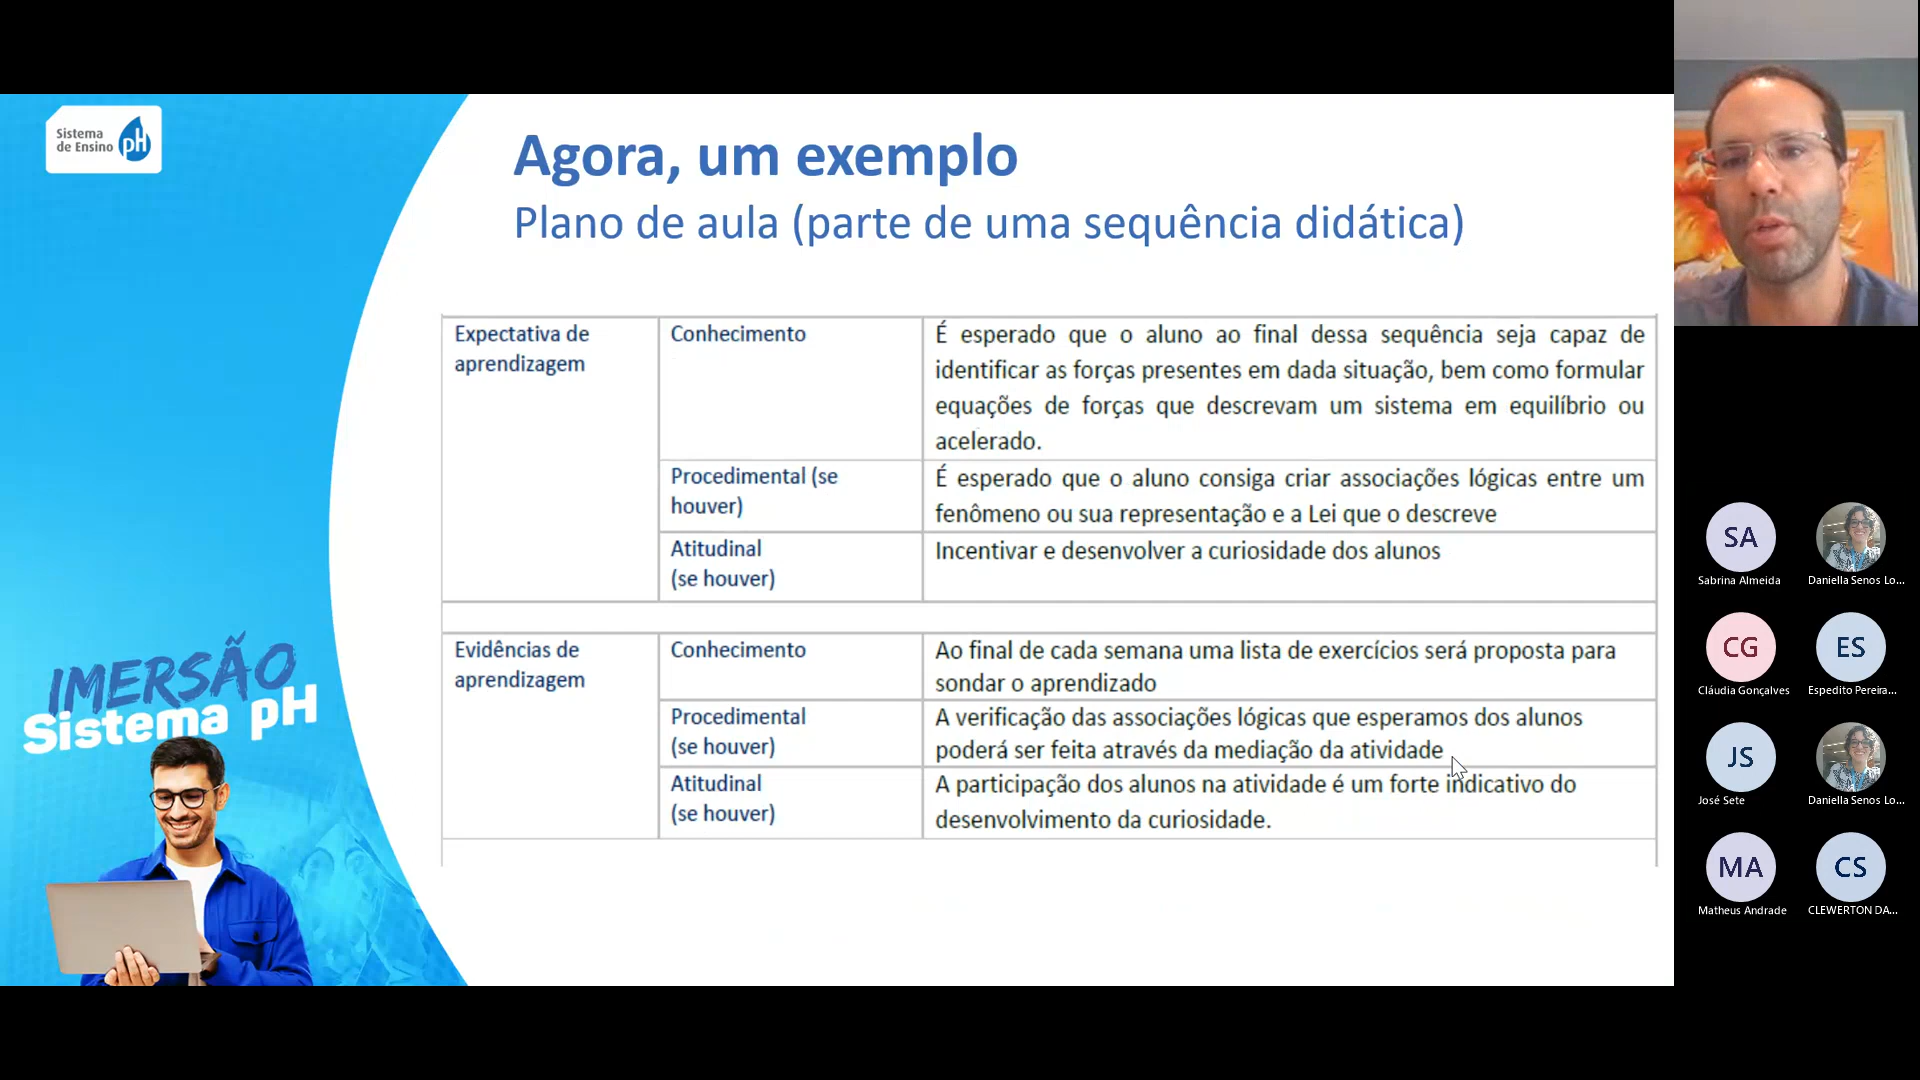 Sistema
de Ensino pH
Agora, um exemplo
Plano de aula (parte de uma sequência didática)
Expectativa de
aprendizagem
Conhecimento
É esperado que o aluno ao final dessa sequência seja capaz de
identificar as forças presentes em dada situação, bem como formular
equações de forças que descrevam um sistema em equilíbrio ou
acelerado.
Procedimental (se
houver)
É esperado que o aluno consiga criar associações lógicas entre um
fenômeno ou sua representação e a Lei que o descreve
Atitudinal
(se houver)
Incentivar e desenvolver a curiosidade dos alunos
Evidências de
aprendizagem
Conhecimento
Ao final de cada semana uma lista de exercícios será proposta para
sondar o aprendizado
Procedimental
(se houver)
A verificação das associações lógicas que esperamos dos alunos
poderá ser feita através da mediação da atividade
Atitudinal
(se houver)
A participação dos alunos na atividade é um forte indicativo do
desenvolvimento da curiosidade.
IMERSÃO
Sistema pH
SA
Sabrina Almeida
Daniella Senos Lo...
CG
Cláudia Gonçalves
ES
Espedito Pereira...
JS
José Sete
Daniella Senos Lo...
MA
Matheus Andrade
CS
CLEWERTON DA...